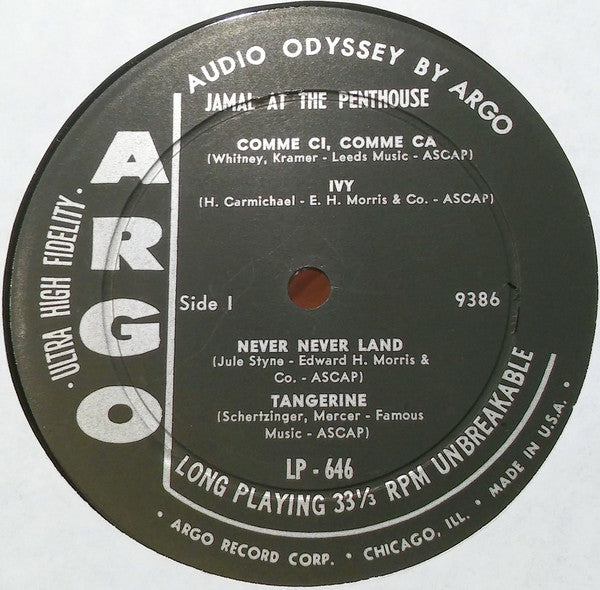 AUDIO ODYSSEY BY ARGO
JAMAL AT THE PENTHOUSE
COMME CI, COMME CA
(Whitney, Kramer - Leeds Music - ASCAP)
IVY
(H. Carmichael - E. H. Morris & Co. - ASCAP)
ARGO
· ULTRA HIGH FIDELITY ·
Side 1
9386
NEVER NEVER LAND
(Jule Styne - Edward H. Morris &
Co. - ASCAP)
TANGERINE
(Schertzinger, Mercer - Famous
Music - ASCAP)
LP - 646
LONG PLAYING 33⅓ RPM UNBREAKABLE
· ARGO RECORD CORP. · CHICAGO, ILL. · MADE IN U.S.A. ·